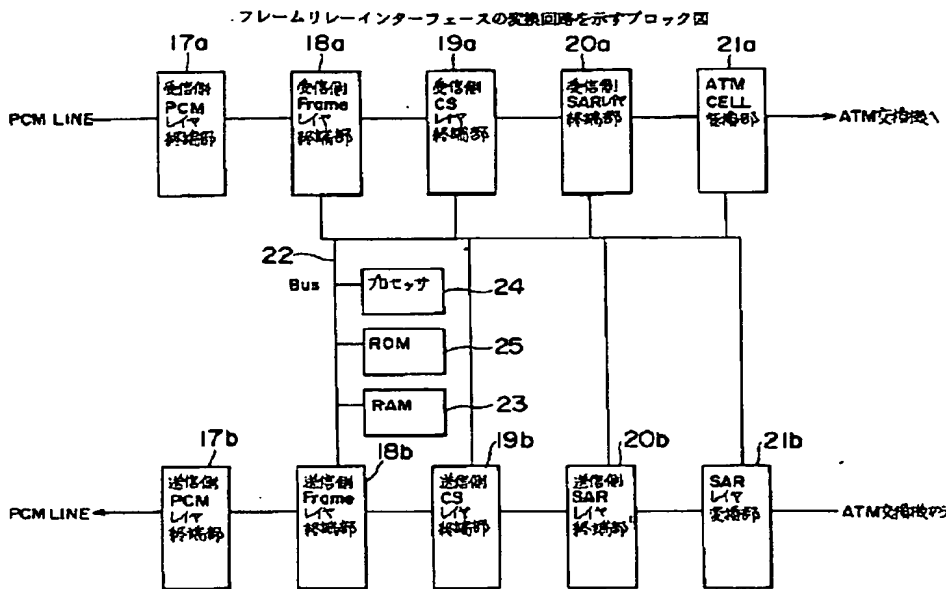 フレームリレーインターフェースの変換回路を示すブロック図
17a
18a
19a
20a
21a
PCM LINE
受信側
PCM
レイヤ
終端部
受信側
Frame
レイヤ
終端部
受信側
CS
レイヤ
終端部
受信側
SARレイヤ
終端部
ATM
CELL
変換部
ATM交換機へ
22
Bus
プロセッサ
24
ROM
25
RAM
23
17b
18b
19b
20b
21b
PCM LINE
送信側
PCM
レイヤ
終端部
送信側
Frame
レイヤ
終端部
送信側
CS
レイヤ
終端部
送信側
SAR
レイヤ
終端部
SAR
レイヤ
変換部
ATM交換機から